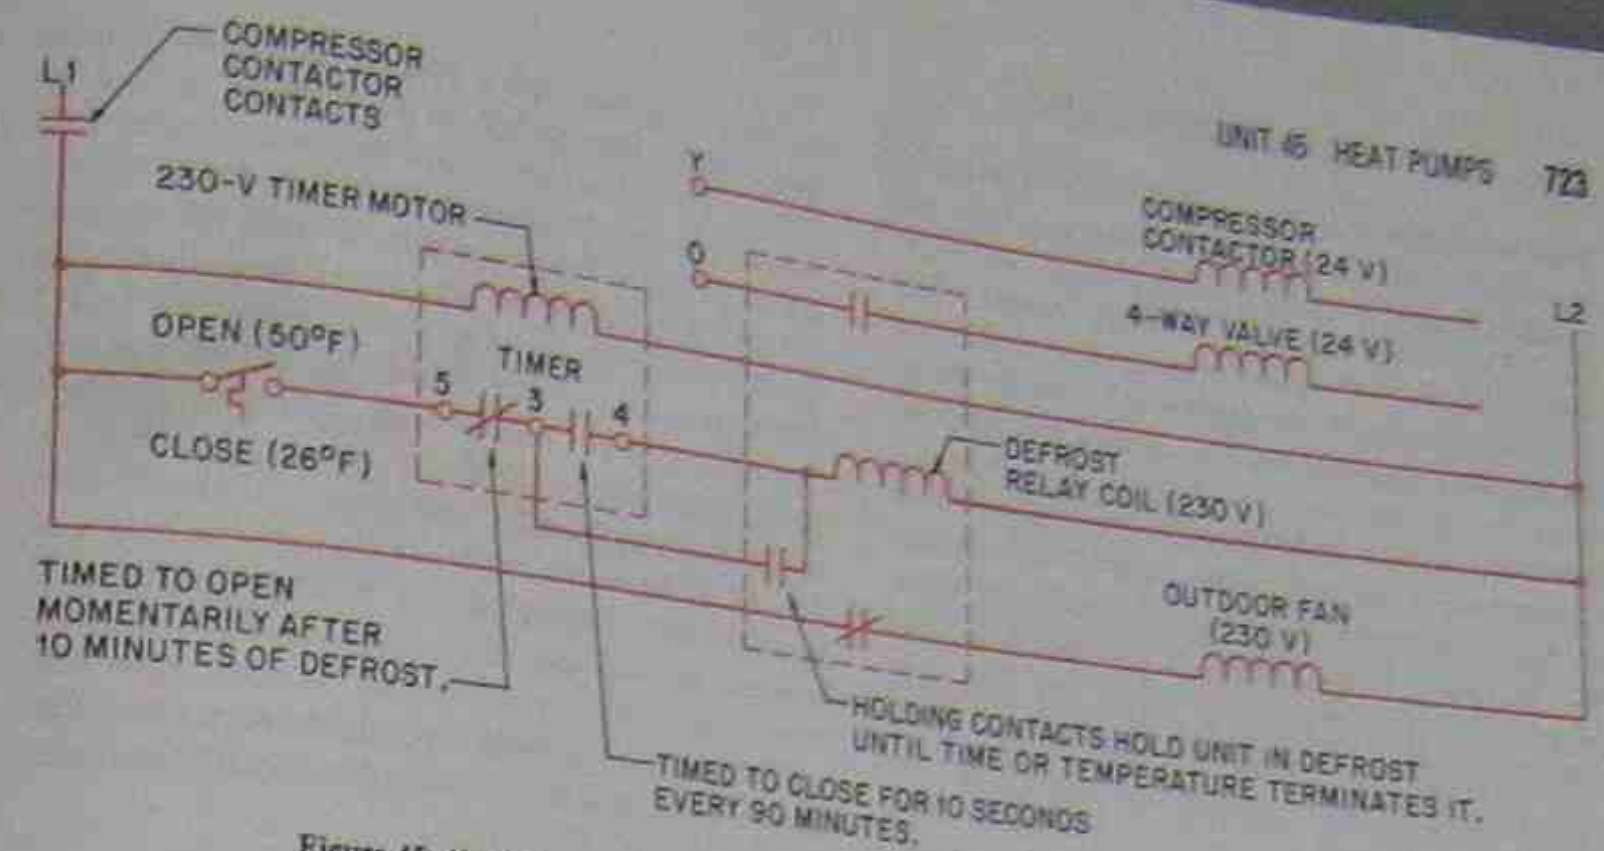 UNIT 45 HEAT PUMPS 723
COMPRESSOR
CONTACTOR
CONTACTS
L1
230-V TIMER MOTOR
Y
COMPRESSOR
CONTACTOR (24 V)
O
4-WAY VALVE (24 V)
L2
OPEN (50°F)
TIMER
5
3
4
CLOSE (26°F)
DEFROST
RELAY COIL (230 V)
TIMED TO OPEN
MOMENTARILY AFTER
10 MINUTES OF DEFROST.
OUTDOOR FAN
(230 V)
HOLDING CONTACTS HOLD UNIT IN DEFROST
UNTIL TIME OR TEMPERATURE TERMINATES IT.
TIMED TO CLOSE FOR 10 SECONDS
EVERY 90 MINUTES.
Figure